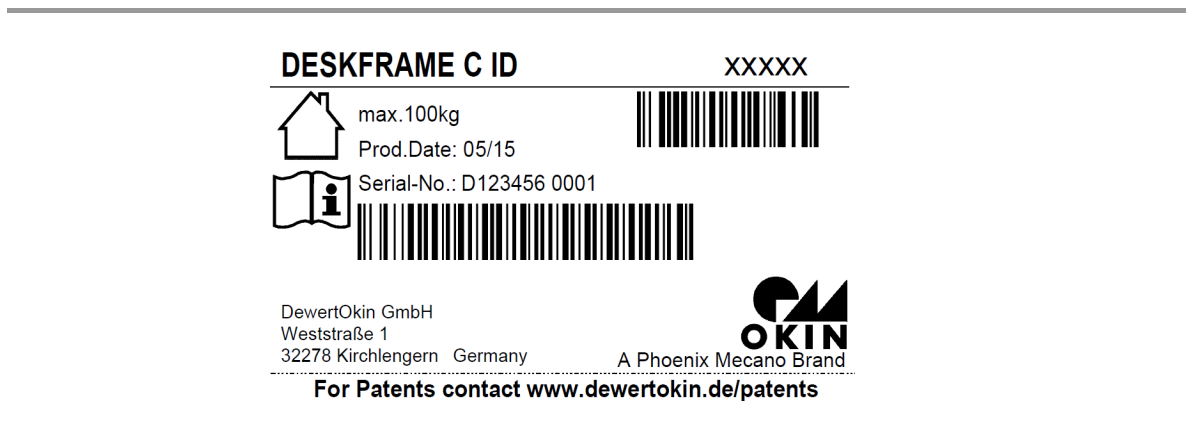 DESKFRAME C ID XXXXX
max.100kg
Prod.Date: 05/15
Serial-No.: D123456 0001
DewertOkin GmbH
Weststraße 1
32278 Kirchlengern Germany
OKIN
A Phoenix Mecano Brand
For Patents contact www.dewertokin.de/patents